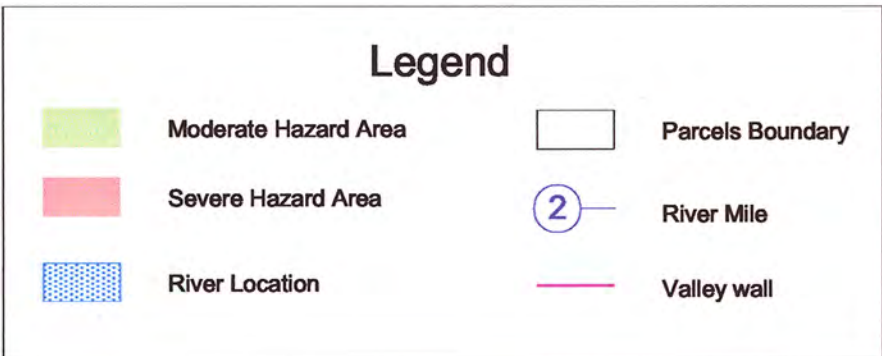 Legend
Moderate Hazard Area
Severe Hazard Area
River Location
Parcels Boundary
2
River Mile
Valley wall